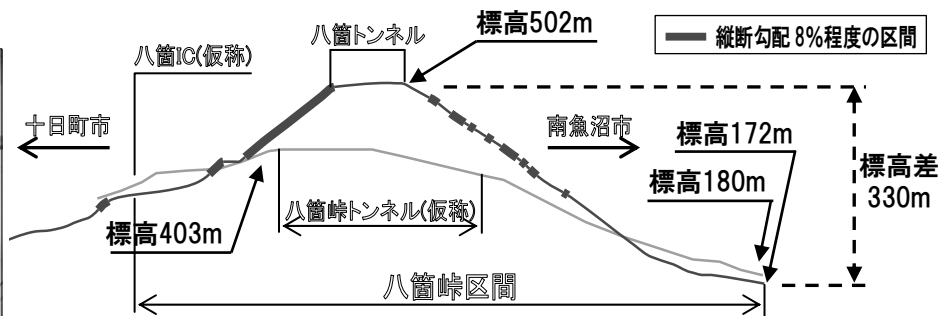 八箇トンネル
標高502m
縦断勾配 8%程度の区間
八箇IC(仮称)
十日町市
南魚沼市
標高172m
標高180m
標高差
330m
八箇峠トンネル(仮称)
標高403m
八箇峠区間